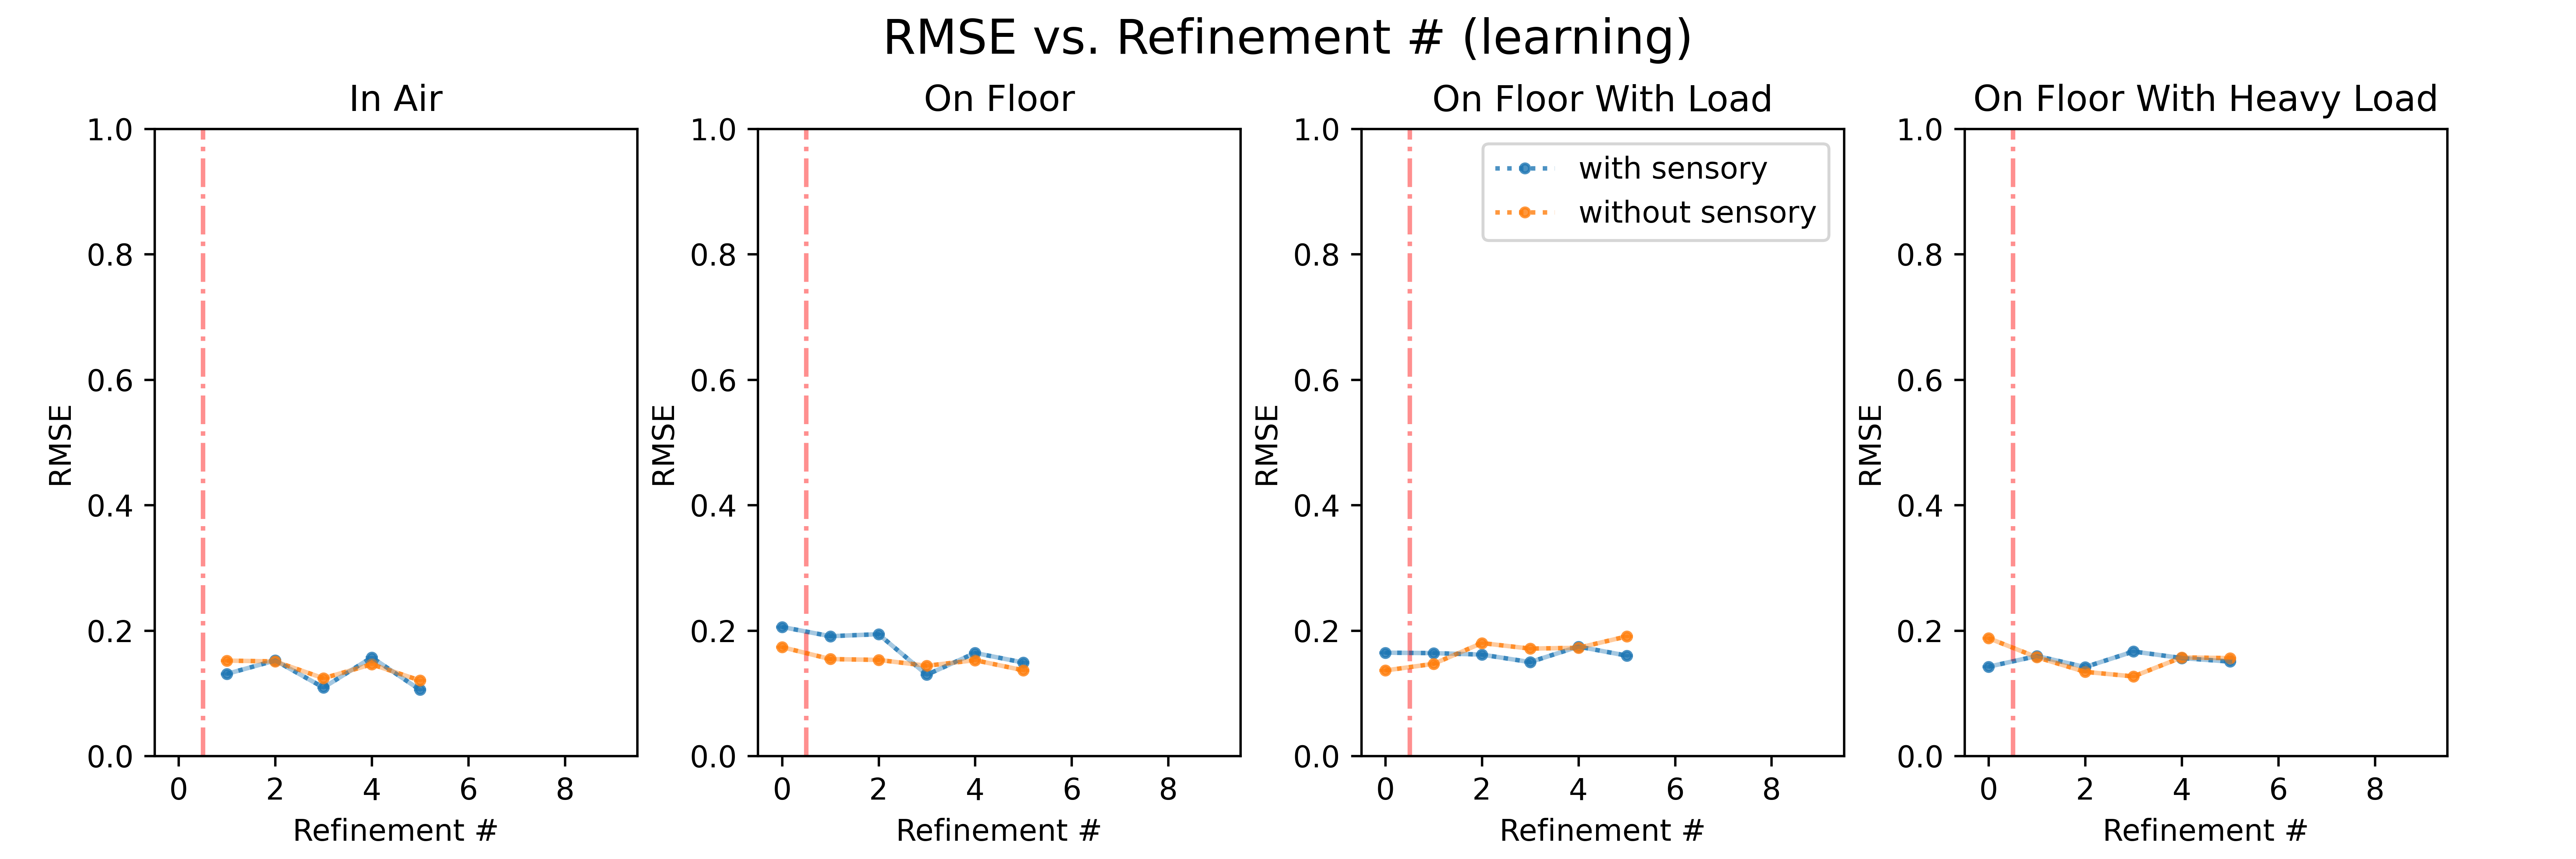 RMSE vs. Refinement # (learning)
In Air
On Floor
On Floor With Load
On Floor With Heavy Load
1.0
0.8
0.6
0.4
0.2
0.0
RMSE
0 2 4 6 8
Refinement #
1.0
0.8
0.6
0.4
0.2
0.0
RMSE
0 2 4 6 8
Refinement #
1.0
0.8
0.6
0.4
0.2
0.0
RMSE
with sensory
without sensory
0 2 4 6 8
Refinement #
1.0
0.8
0.6
0.4
0.2
0.0
RMSE
0 2 4 6 8
Refinement #